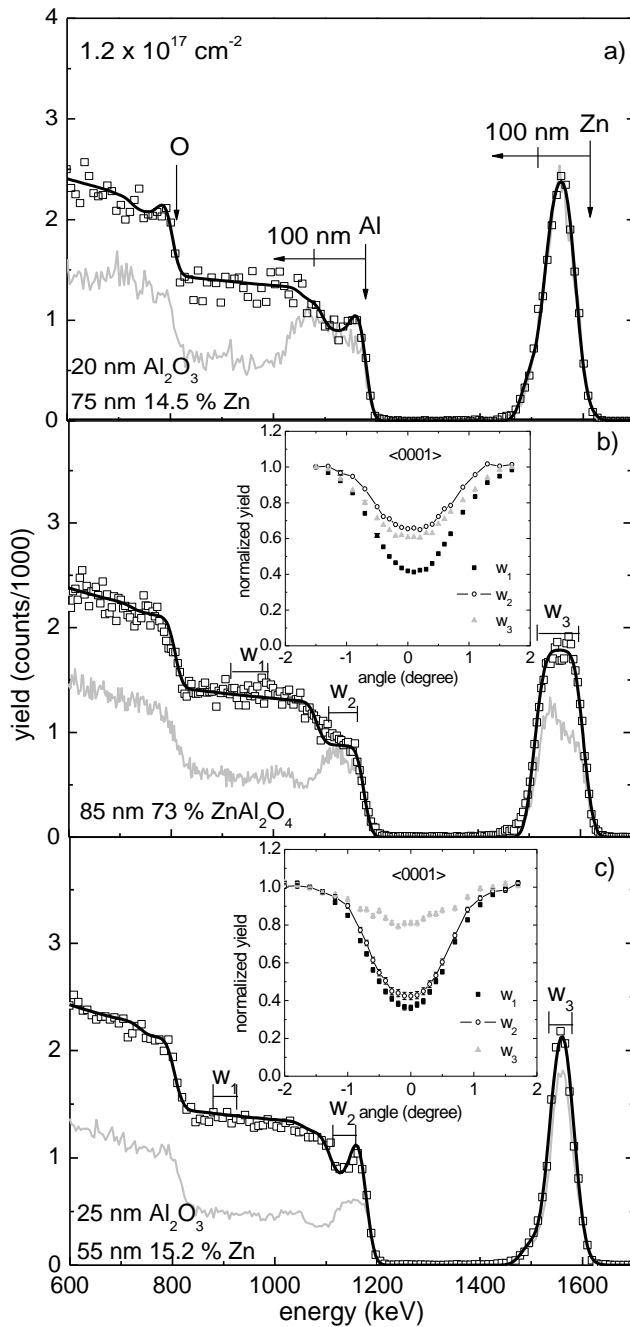 1.2 x 10¹⁷ cm⁻²
a)
4
3
2
1
0
O
100 nm
Al
100 nm
Zn
20 nm Al₂O₃
75 nm 14.5 % Zn
b)
3
2
1
0
yield (counts/1000)
<0001>
normalized yield
1.2
1.0
0.8
0.6
0.4
0.2
0.0
-2 -1 0 1 2
angle (degree)
w₁
w₂
w₃
w₁
w₂
w₃
85 nm 73 % ZnAl₂O₄
c)
3
2
1
0
<0001>
normalized yield
1.2
1.0
0.8
0.6
0.4
0.2
0.0
-2 -1 0 1 2
angle (degree)
w₁
w₂
w₃
w₁
w₂
w₃
25 nm Al₂O₃
55 nm 15.2 % Zn
600 800 1000 1200 1400 1600
energy (keV)